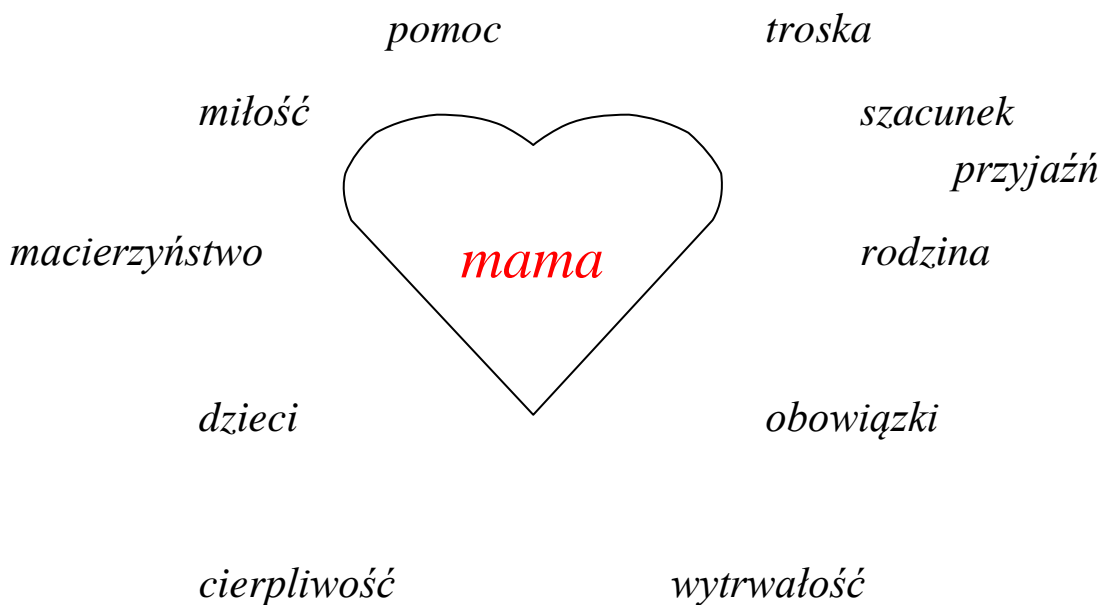 pomoc troska
miłość szacunek
przyjaźń
macierzyństwo mama rodzina
dzieci obowiązki
cierpliwość wytrwałość